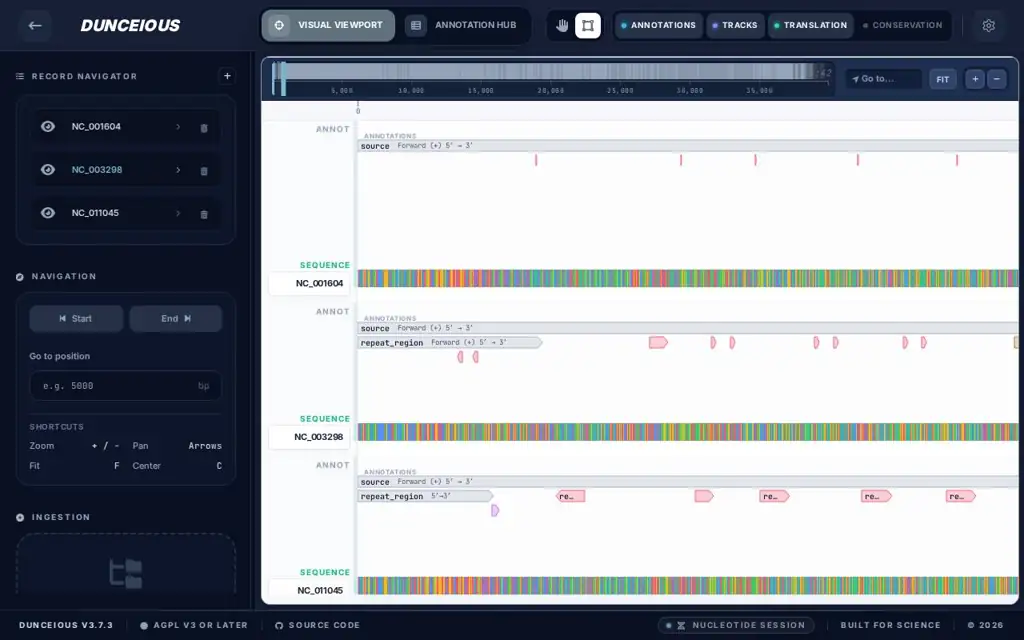 DUNCEIOUS
VISUAL VIEWPORT
ANNOTATION HUB
ANNOTATIONS
TRACKS
TRANSLATION
CONSERVATION
RECORD NAVIGATOR
+
NC_001604
NC_003298
NC_011045
NAVIGATION
Start
End
Go to position
e.g. 5000 bp
SHORTCUTS
Zoom + / - Pan Arrows
Fit F Center C
INGESTION
5,000 10,000 15,000 20,000 25,000 30,000 35,000
Go to...
FIT
+
−
0
ANNOT
ANNOTATIONS
source Forward (+) 5' → 3'
SEQUENCE
NC_001604
ANNOT
ANNOTATIONS
source Forward (+) 5' → 3'
repeat_region Forward (+) 5' → 3'
SEQUENCE
NC_003298
ANNOT
ANNOTATIONS
source Forward (+) 5' → 3'
repeat_region 5'→3' re… re… re… re…
SEQUENCE
NC_011045
DUNCEIOUS V3.7.3
AGPL V3 OR LATER
SOURCE CODE
NUCLEOTIDE SESSION
BUILT FOR SCIENCE
© 2026